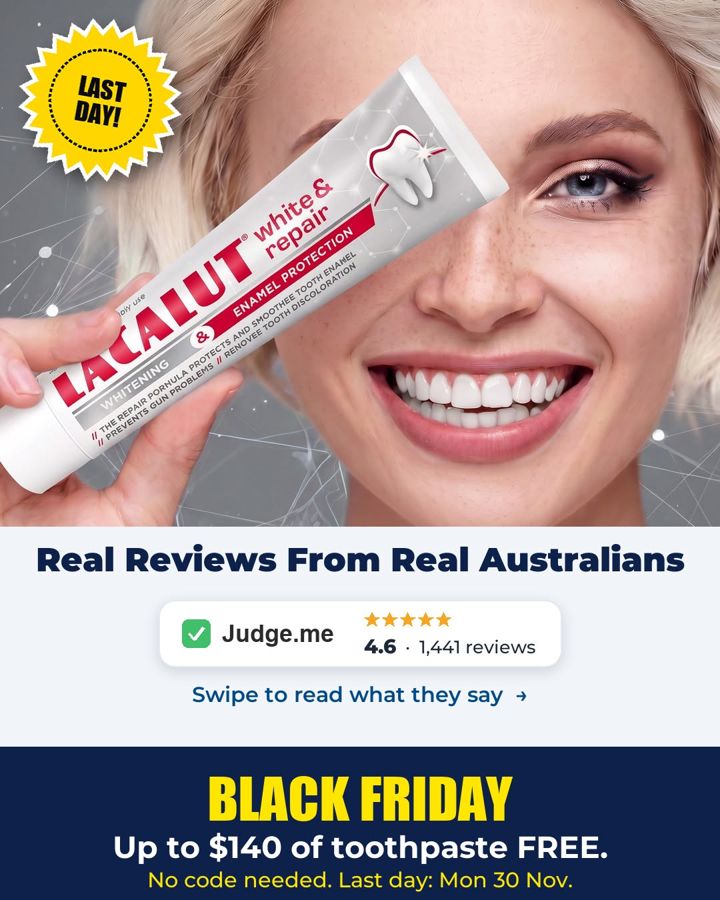 LAST
DAY!
LACALUT®
white &
repair
WHITENING & ENAMEL PROTECTION
// THE REPAIR PORNULA PROTECTS AND SMOOTHEE TOOTH ENAMEL
// PREVENTS GUN PROBLEMS // RENOVEE TOOTH DISCOLORATION
Real Reviews From Real Australians
Judge.me
4.6 · 1,441 reviews
Swipe to read what they say →
BLACK FRIDAY
Up to $140 of toothpaste FREE.
No code needed. Last day: Mon 30 Nov.